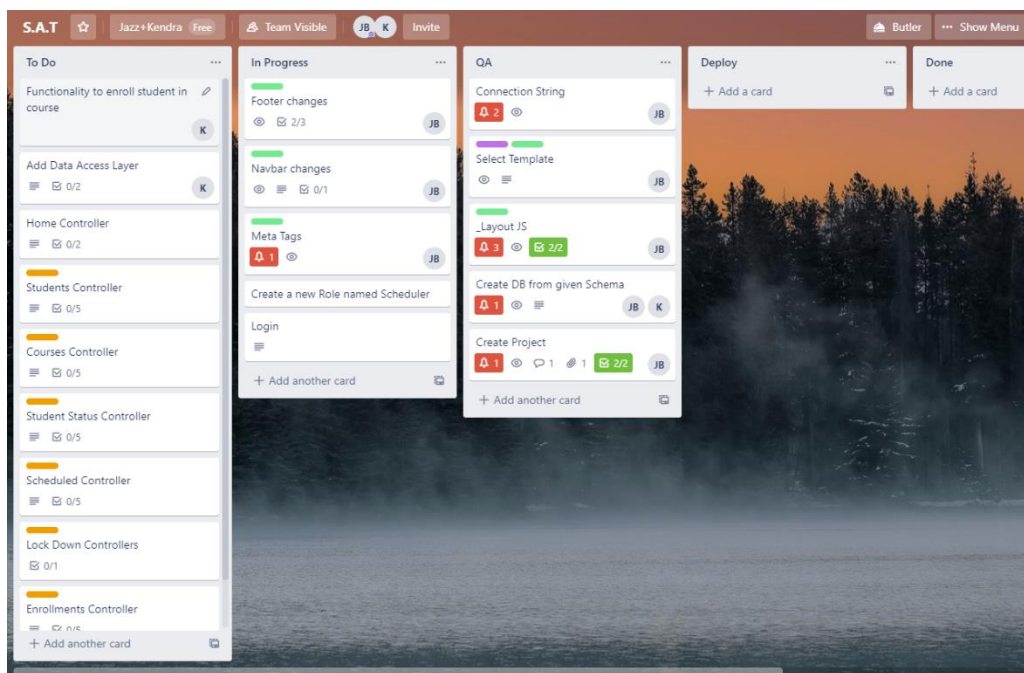 S.A.T
Jazz+Kendra Free
Team Visible
JB K
Invite
Butler
Show Menu
To Do
Functionality to enroll student in
course
K
Add Data Access Layer
0/2
K
Home Controller
0/2
Students Controller
0/5
Courses Controller
0/5
Student Status Controller
0/5
Scheduled Controller
0/5
Lock Down Controllers
0/1
Enrollments Controller
0/5
+ Add another card
In Progress
Footer changes
2/3
JB
Navbar changes
0/1
JB
Meta Tags
1
JB
Create a new Role named Scheduler
Login
+ Add another card
QA
Connection String
2
JB
Select Template
JB
_Layout JS
3 2/2
JB
Create DB from given Schema
1
JB K
Create Project
1 1 1 2/2
JB
+ Add another card
Deploy
+ Add a card
Done
+ Add a card